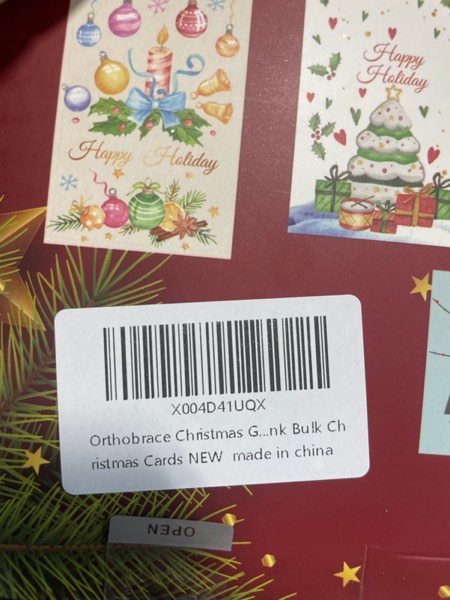 Happy Holiday
Happy
Holiday
X004D41UQX
Orthobrace Christmas G...nk Bulk Ch
ristmas Cards NEW made in china
OPEN